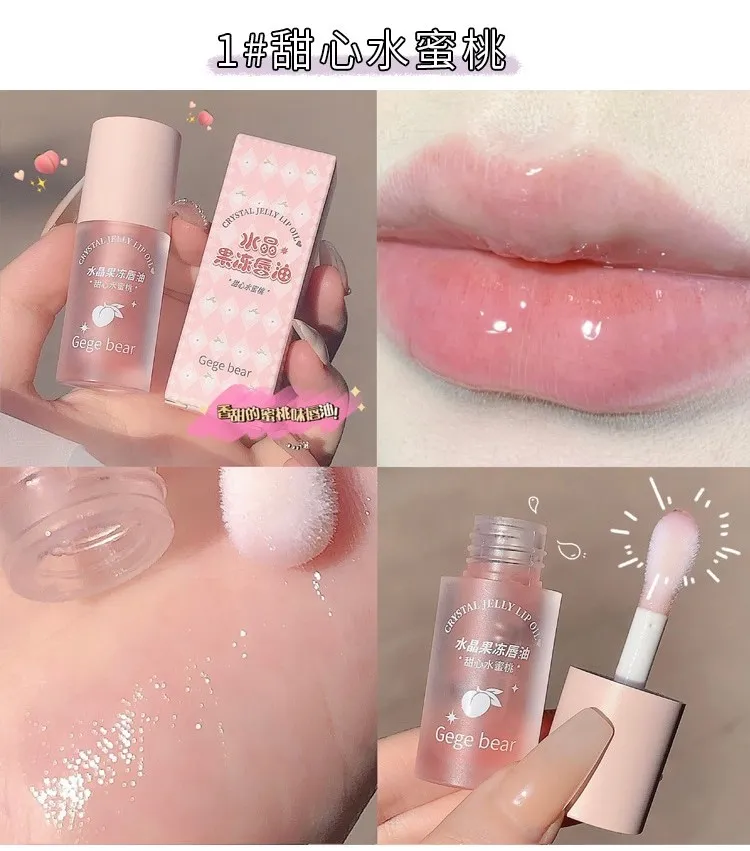 1#甜心水蜜桃
CRYSTAL JELLY LIP OIL
水晶果冻唇油
·甜心水蜜桃·
Gege bear
CRYSTAL JELLY LIP OIL♥
水晶
果冻唇油
·甜心水蜜桃·
Gege bear
香甜的蜜桃味唇油!
CRYSTAL JELLY LIP OIL♥
水晶果冻唇油
·甜心水蜜桃·
Gege bear